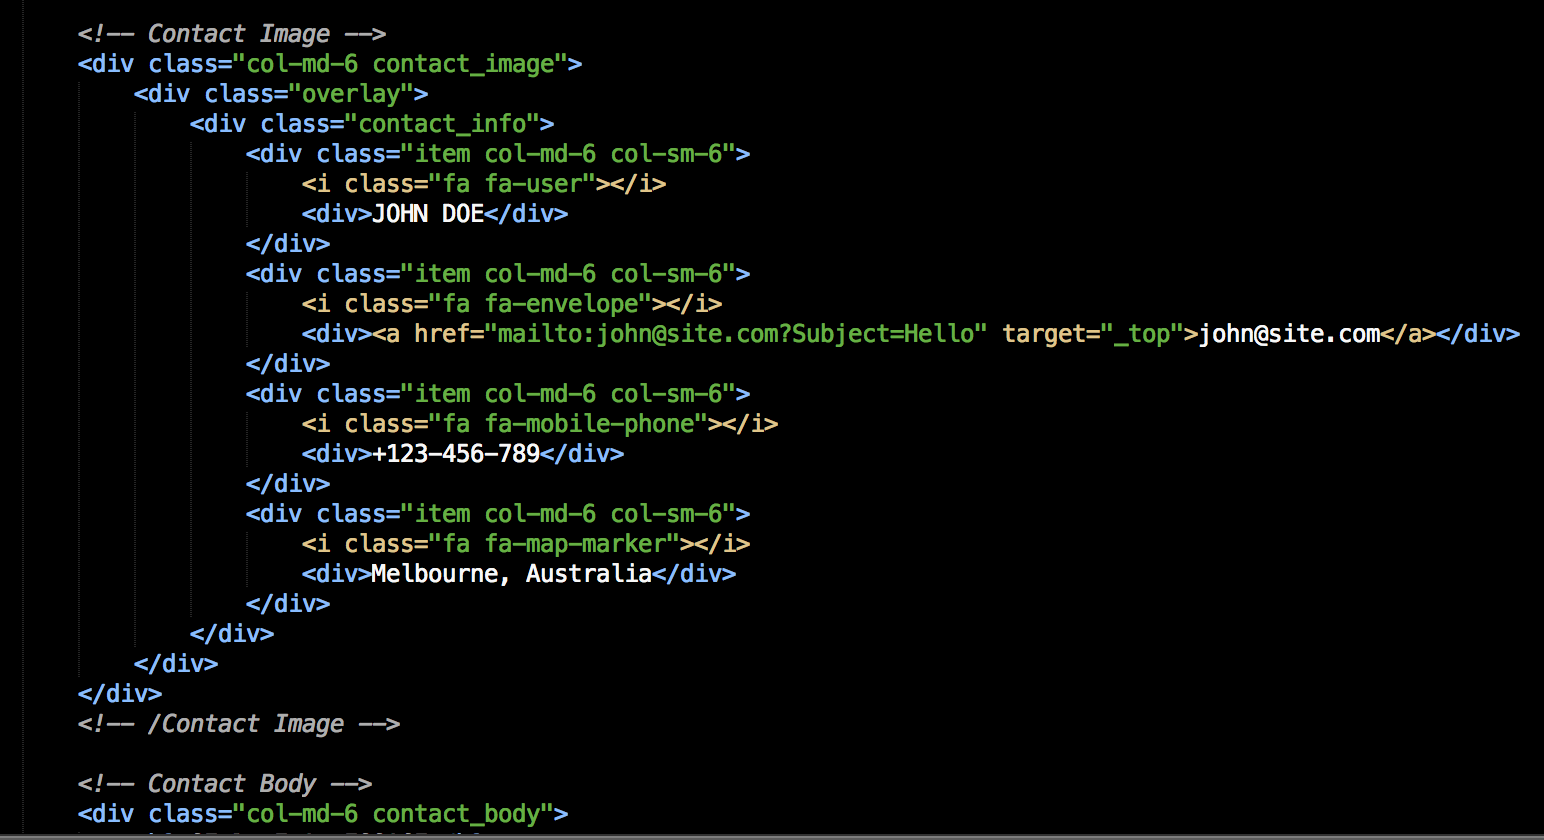 <!-- Contact Image -->
<div class="col-md-6 contact_image">
<div class="overlay">
<div class="contact_info">
<div class="item col-md-6 col-sm-6">
<i class="fa fa-user"></i>
<div>JOHN DOE</div>
</div>
<div class="item col-md-6 col-sm-6">
<i class="fa fa-envelope"></i>
<div><a href="mailto:john@site.com?Subject=Hello" target="_top">john@site.com</a></div>
</div>
<div class="item col-md-6 col-sm-6">
<i class="fa fa-mobile-phone"></i>
<div>+123-456-789</div>
</div>
<div class="item col-md-6 col-sm-6">
<i class="fa fa-map-marker"></i>
<div>Melbourne, Australia</div>
</div>
</div>
</div>
</div>
<!-- /Contact Image -->
<!-- Contact Body -->
<div class="col-md-6 contact_body">